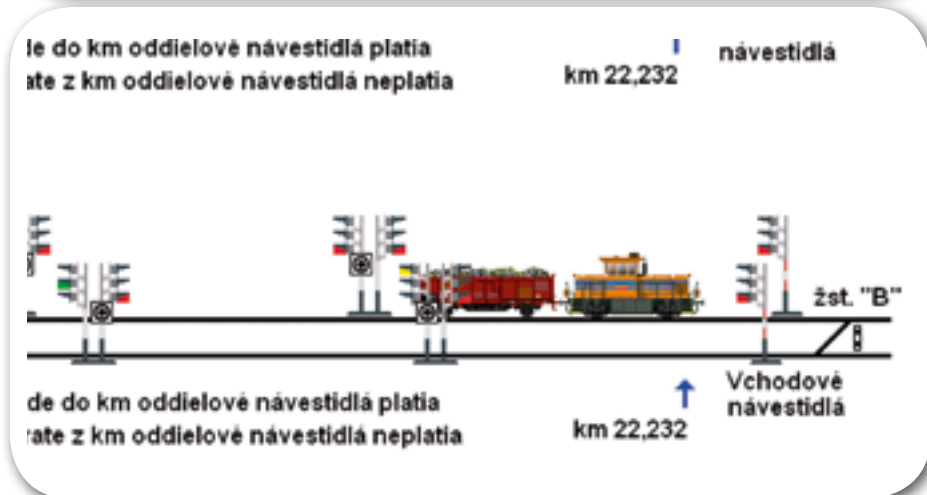 de do km oddielové návestidlá platia
ate z km oddielové návestidlá neplatia
km 22,232
návestidlá
žst. "B"
de do km oddielové návestidlá platia
rate z km oddielové návestidlá neplatia
km 22,232
Vchodové
návestidlá